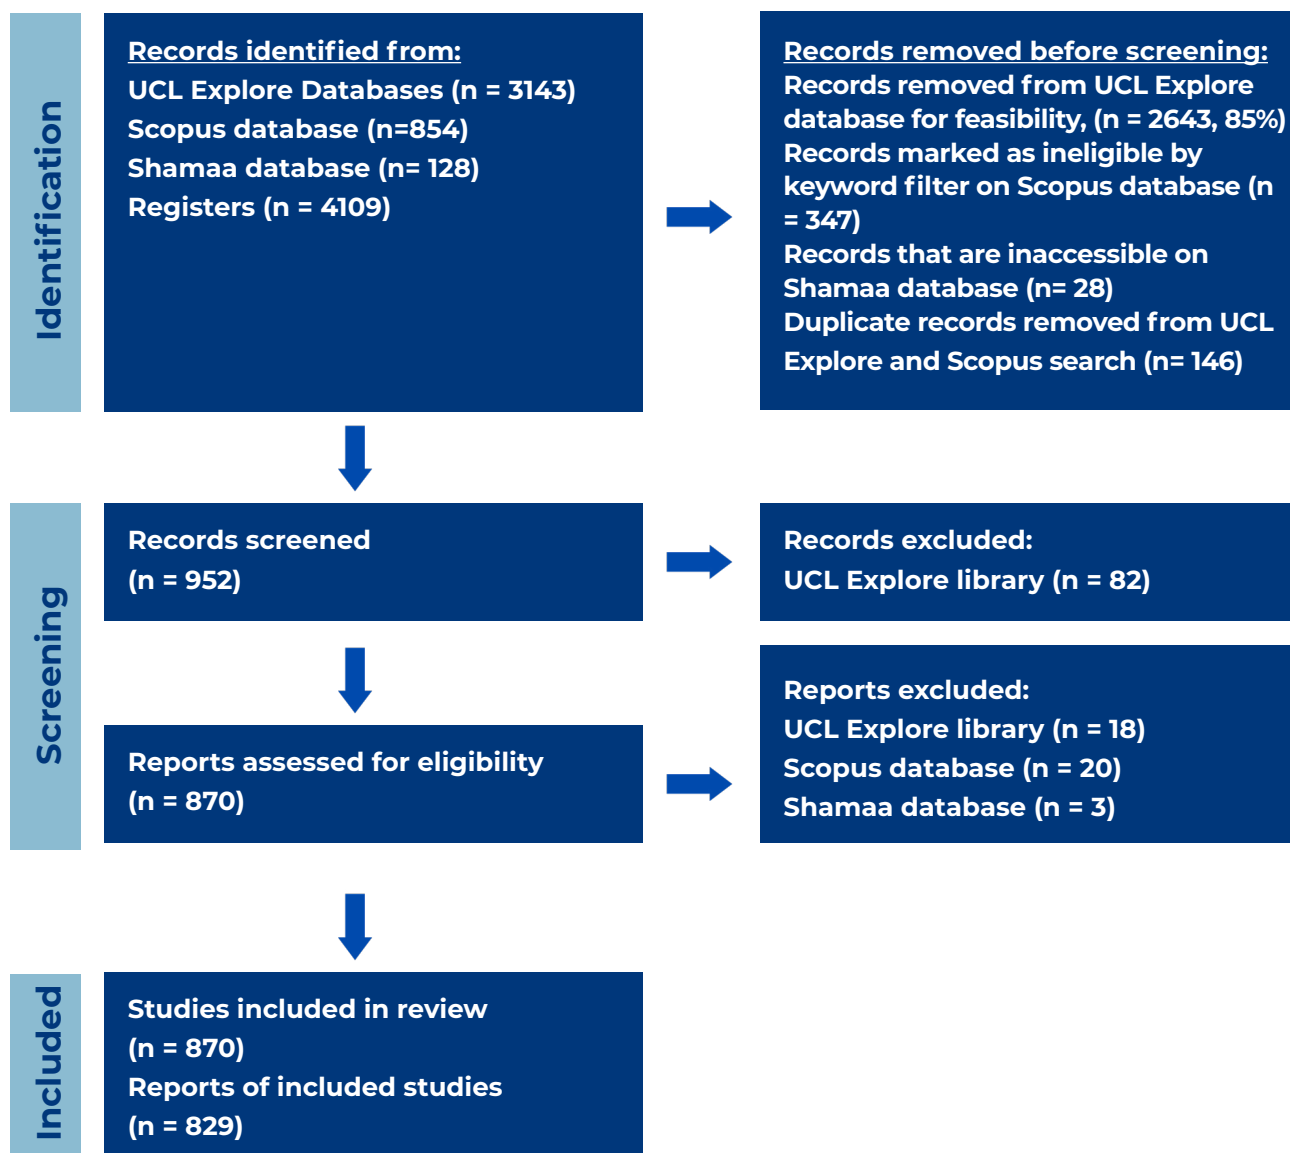 Identification
Records identified from:
UCL Explore Databases (n = 3143)
Scopus database (n=854)
Shamaa database (n= 128)
Registers (n = 4109)
Records removed before screening:
Records removed from UCL Explore
database for feasibility, (n = 2643, 85%)
Records marked as ineligible by
keyword filter on Scopus database (n
= 347)
Records that are inaccessible on
Shamaa database (n= 28)
Duplicate records removed from UCL
Explore and Scopus search (n= 146)
Screening
Records screened
(n = 952)
Records excluded:
UCL Explore library (n = 82)
Reports assessed for eligibility
(n = 870)
Reports excluded:
UCL Explore library (n = 18)
Scopus database (n = 20)
Shamaa database (n = 3)
Included
Studies included in review
(n = 870)
Reports of included studies
(n = 829)